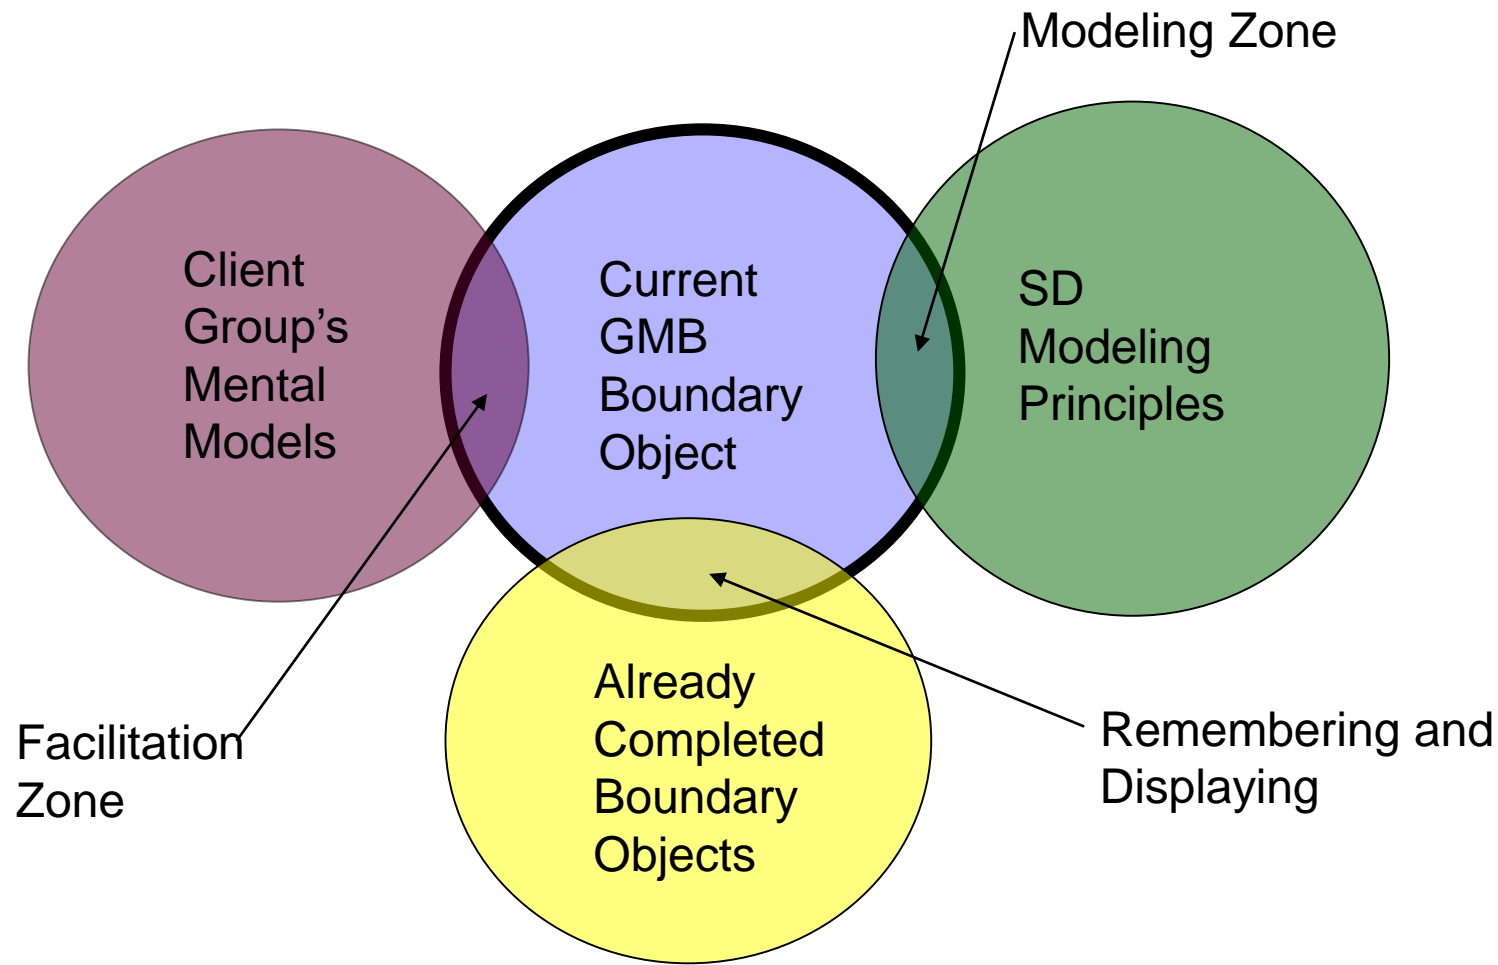 Modeling Zone
Client
Group's
Mental
Models
Current
GMB
Boundary
Object
SD
Modeling
Principles
Already
Completed
Boundary
Objects
Facilitation
Zone
Remembering and
Displaying